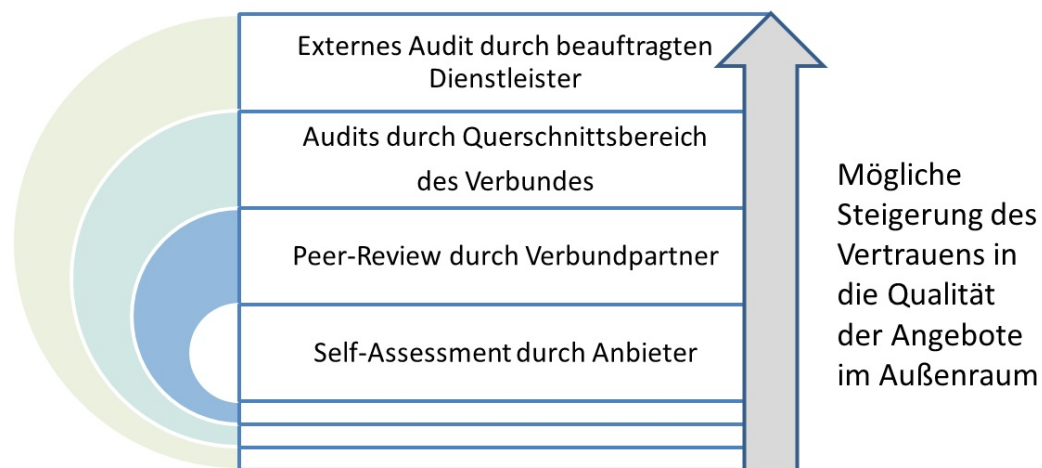 Externes Audit durch beauftragten
Dienstleister
Audits durch Querschnittsbereich
des Verbundes
Peer-Review durch Verbundpartner
Self-Assessment durch Anbieter
Mögliche
Steigerung des
Vertrauens in
die Qualität
der Angebote
im Außenraum